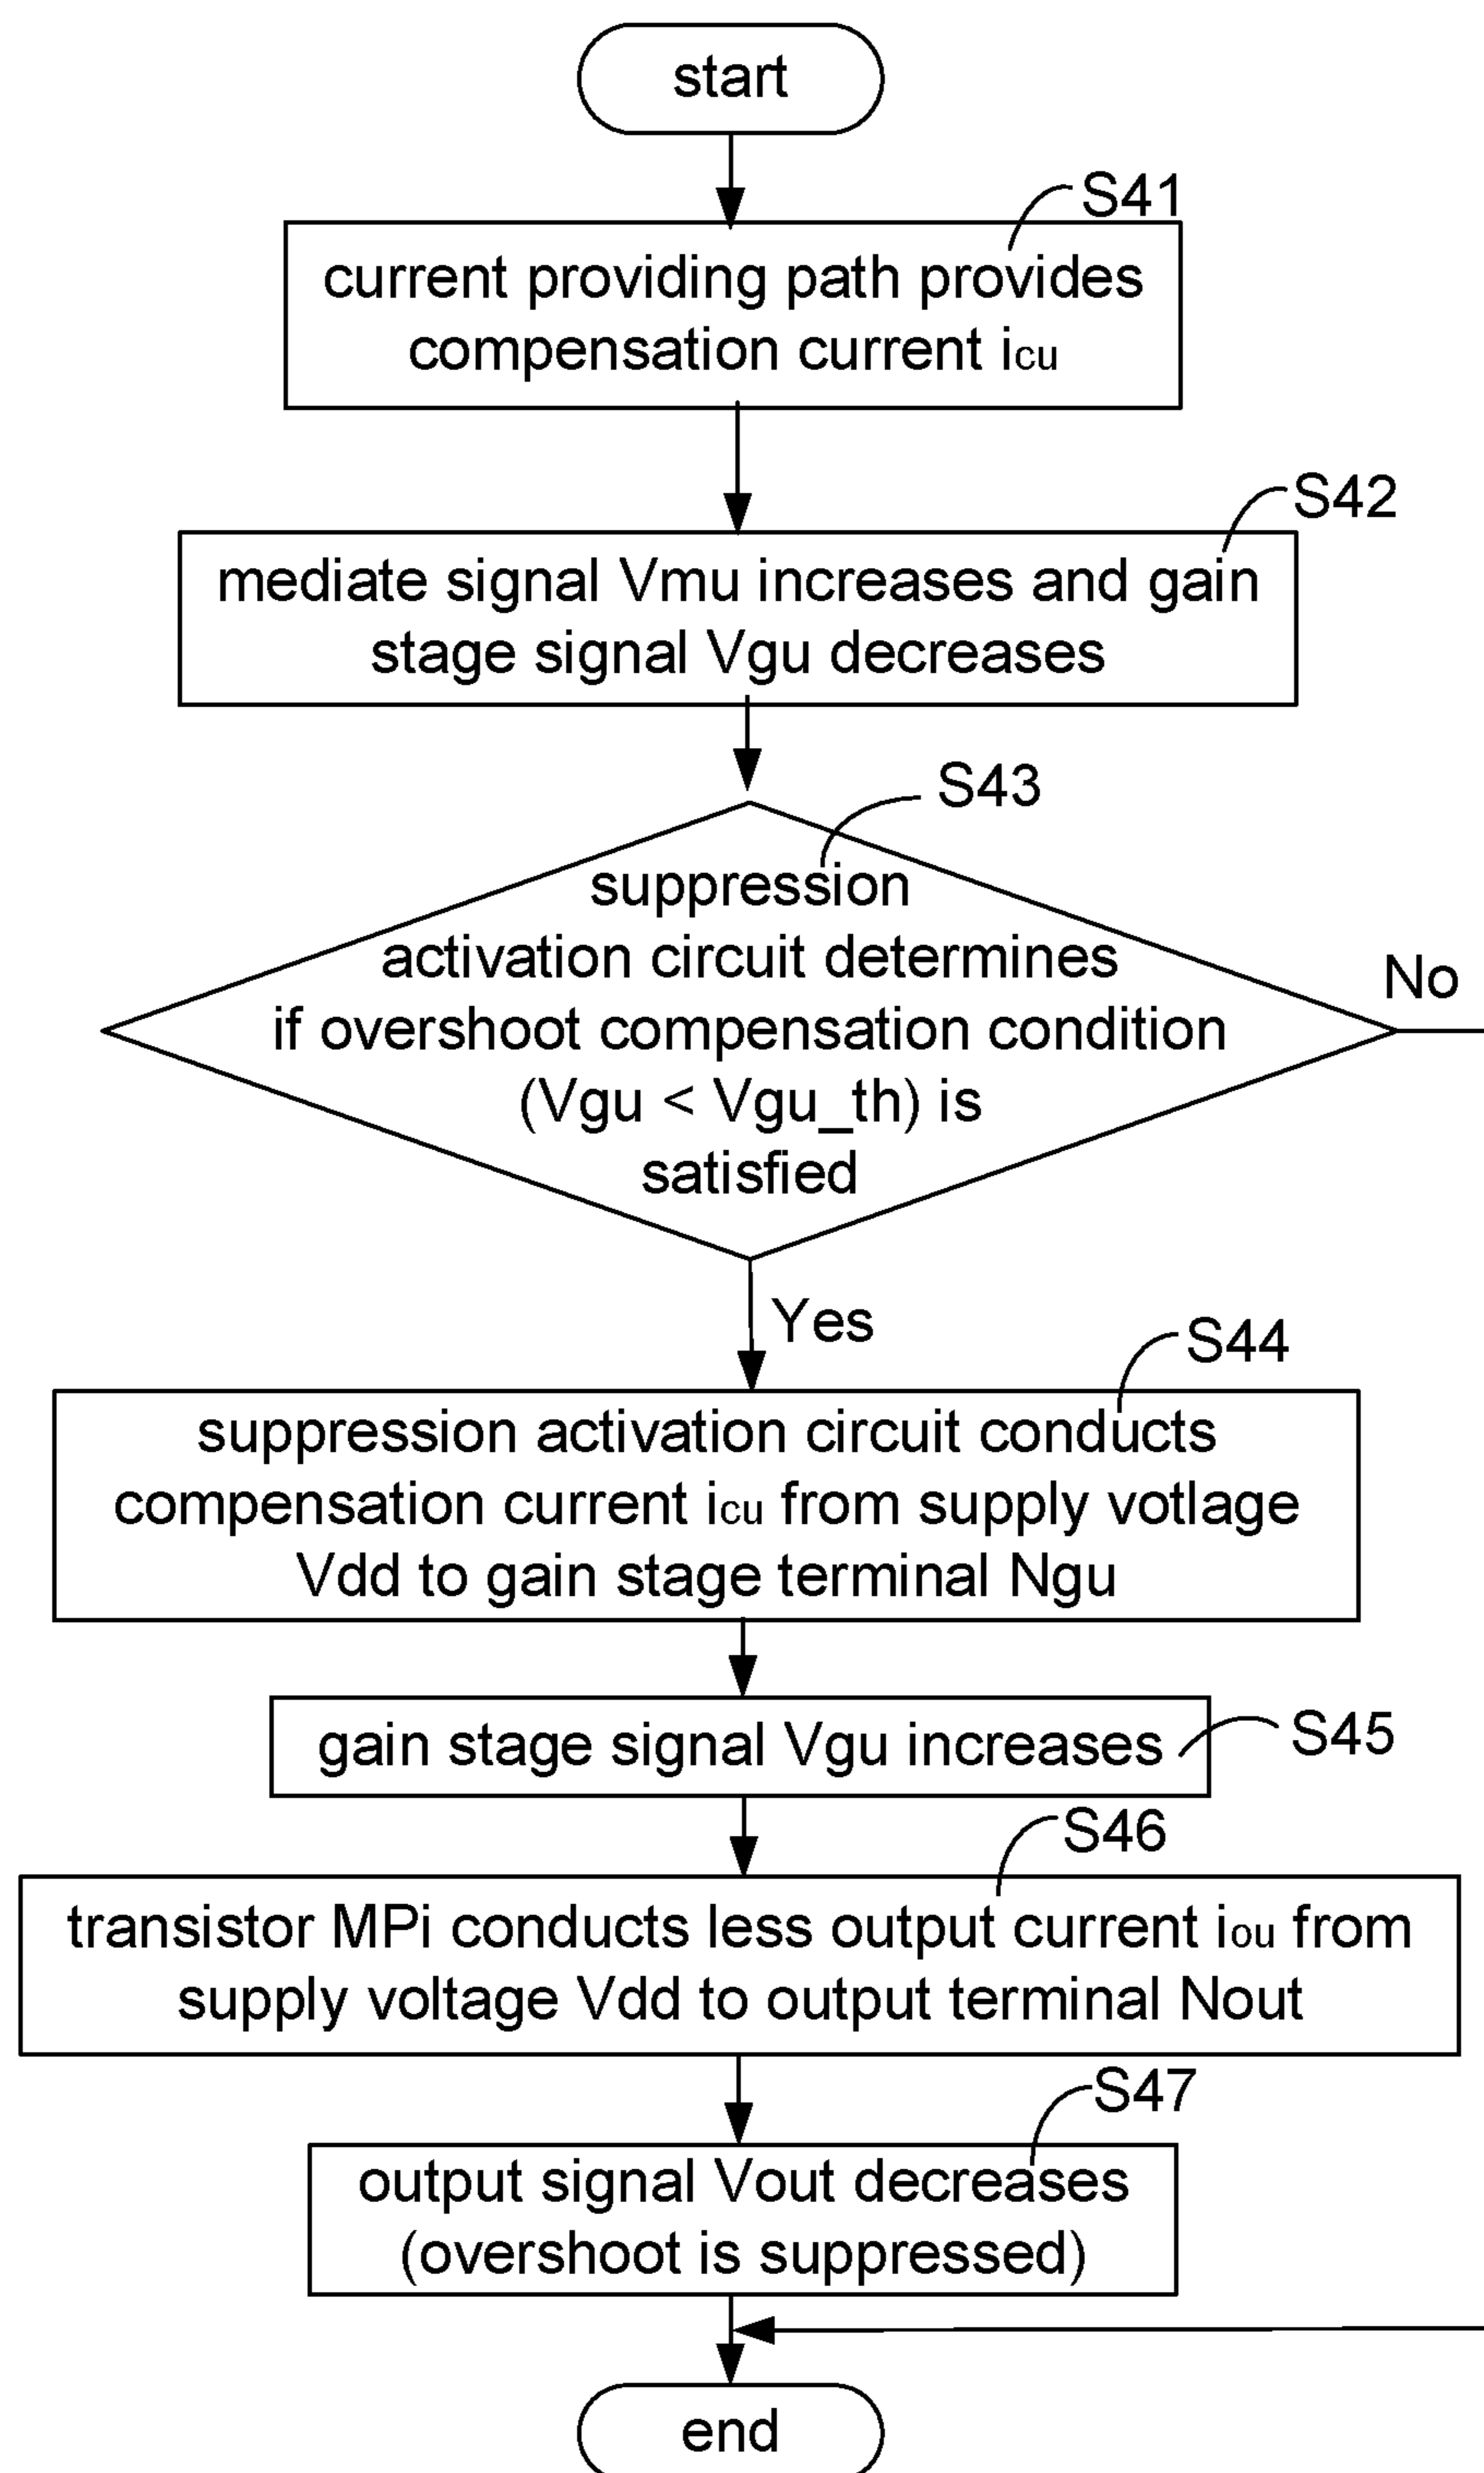 start
S41
current providing path provides
compensation current icu
S42
mediate signal Vmu increases and gain
stage signal Vgu decreases
S43
suppression
activation circuit determines
if overshoot compensation condition
(Vgu < Vgu_th) is
satisfied
No
Yes
S44
suppression activation circuit conducts
compensation current icu from supply votlage
Vdd to gain stage terminal Ngu
gain stage signal Vgu increases
S45
S46
transistor MPi conducts less output current iou from
supply voltage Vdd to output terminal Nout
S47
output signal Vout decreases
(overshoot is suppressed)
end